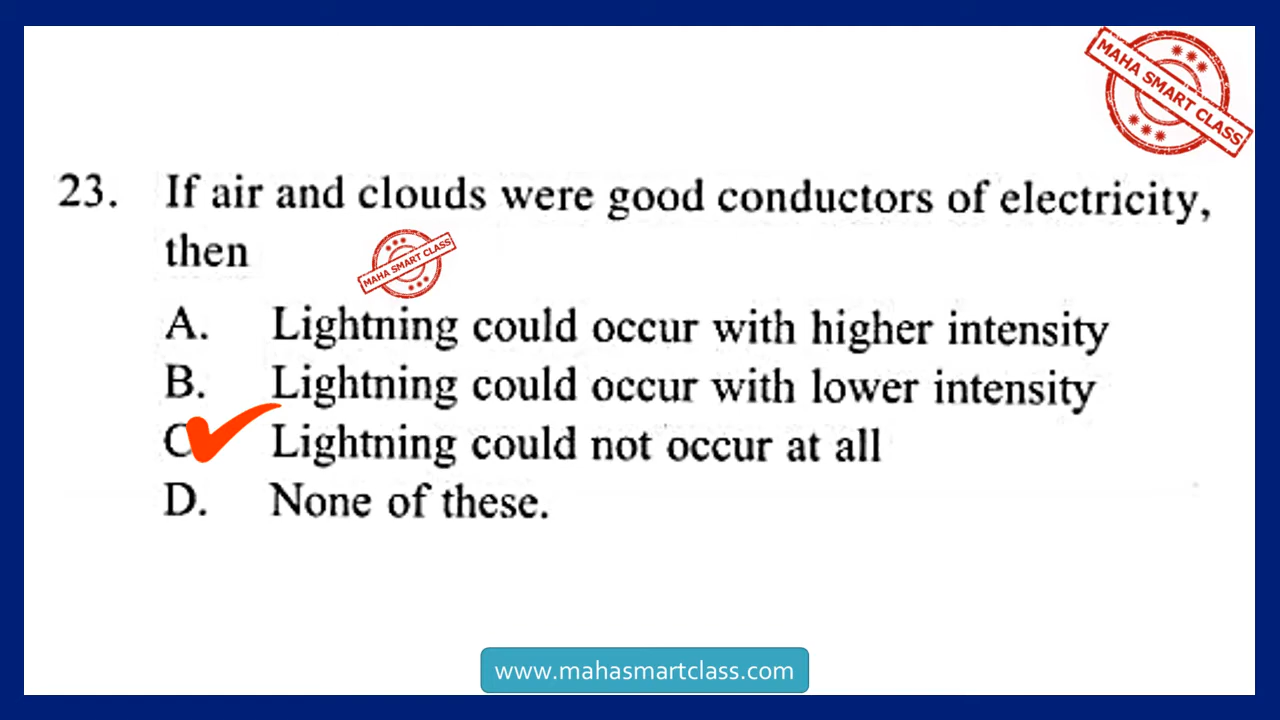 MAHA SMART CLASS
23. If air and clouds were good conductors of electricity,
then
MAHA SMART CLASS
A. Lightning could occur with higher intensity
B. Lightning could occur with lower intensity
C Lightning could not occur at all
D. None of these.
www.mahasmartclass.com